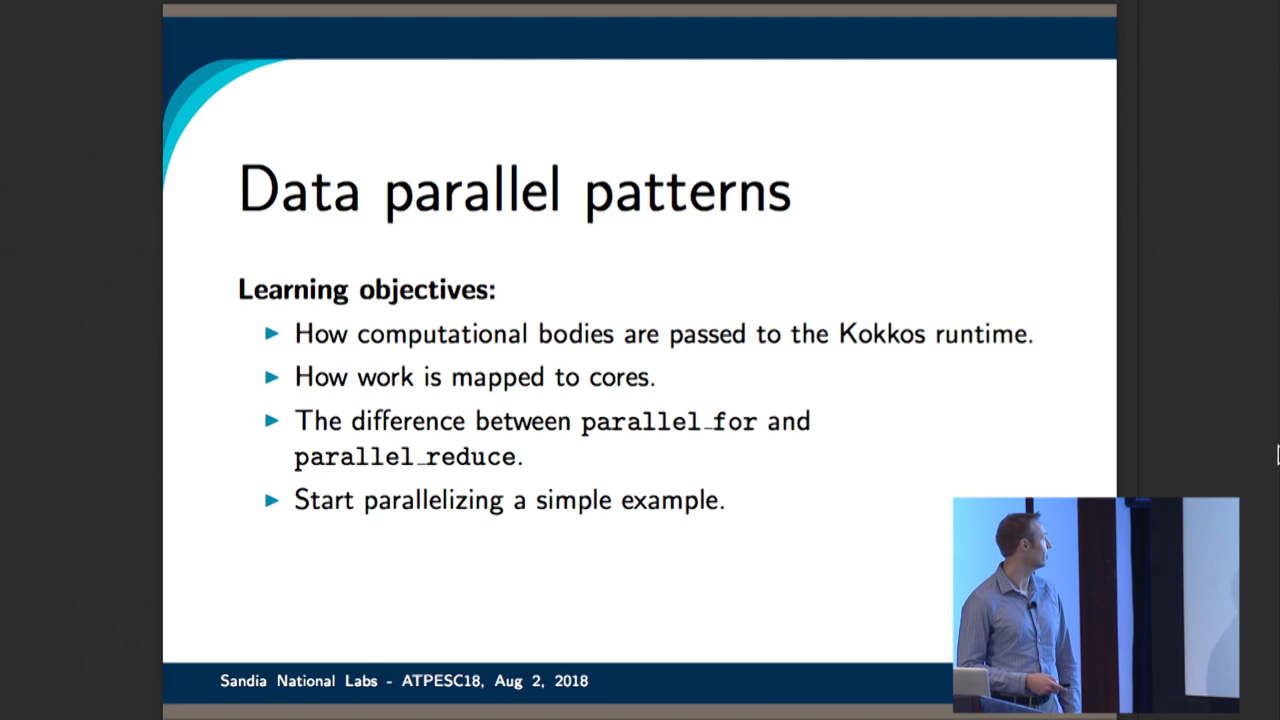 Data parallel patterns
Learning objectives:
How computational bodies are passed to the Kokkos runtime.
How work is mapped to cores.
The difference between parallel_for and
parallel_reduce.
Start parallelizing a simple example.
Sandia National Labs - ATPESC18, Aug 2, 2018